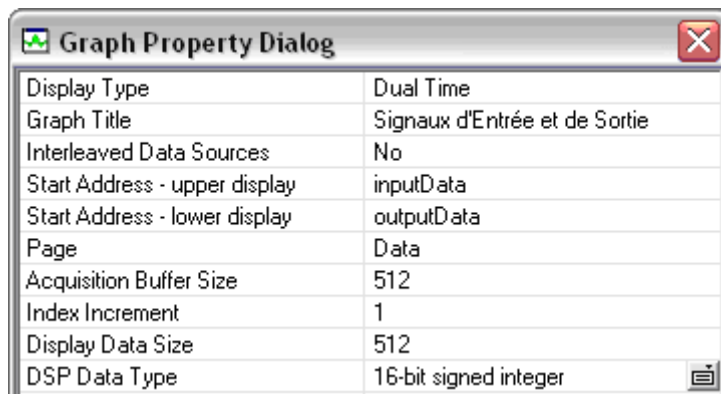 Graph Property Dialog
Display Type Dual Time
Graph Title Signaux d'Entrée et de Sortie
Interleaved Data Sources No
Start Address - upper display inputData
Start Address - lower display outputData
Page Data
Acquisition Buffer Size 512
Index Increment 1
Display Data Size 512
DSP Data Type 16-bit signed integer